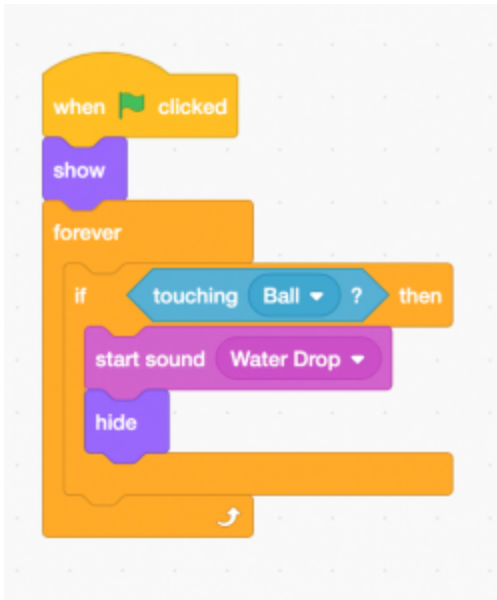 when clicked
show
forever
if touching Ball ? then
start sound Water Drop
hide